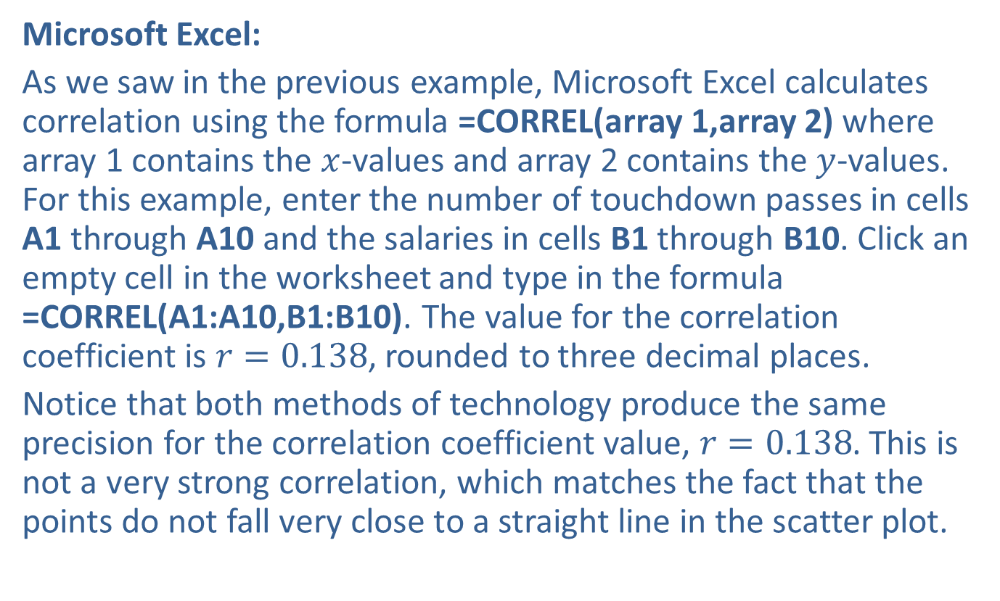 Microsoft Excel:
As we saw in the previous example, Microsoft Excel calculates
correlation using the formula =CORREL(array 1,array 2) where
array 1 contains the x-values and array 2 contains the y-values.
For this example, enter the number of touchdown passes in cells
A1 through A10 and the salaries in cells B1 through B10. Click an
empty cell in the worksheet and type in the formula
=CORREL(A1:A10,B1:B10). The value for the correlation
coefficient is r = 0.138, rounded to three decimal places.
Notice that both methods of technology produce the same
precision for the correlation coefficient value, r = 0.138. This is
not a very strong correlation, which matches the fact that the
points do not fall very close to a straight line in the scatter plot.